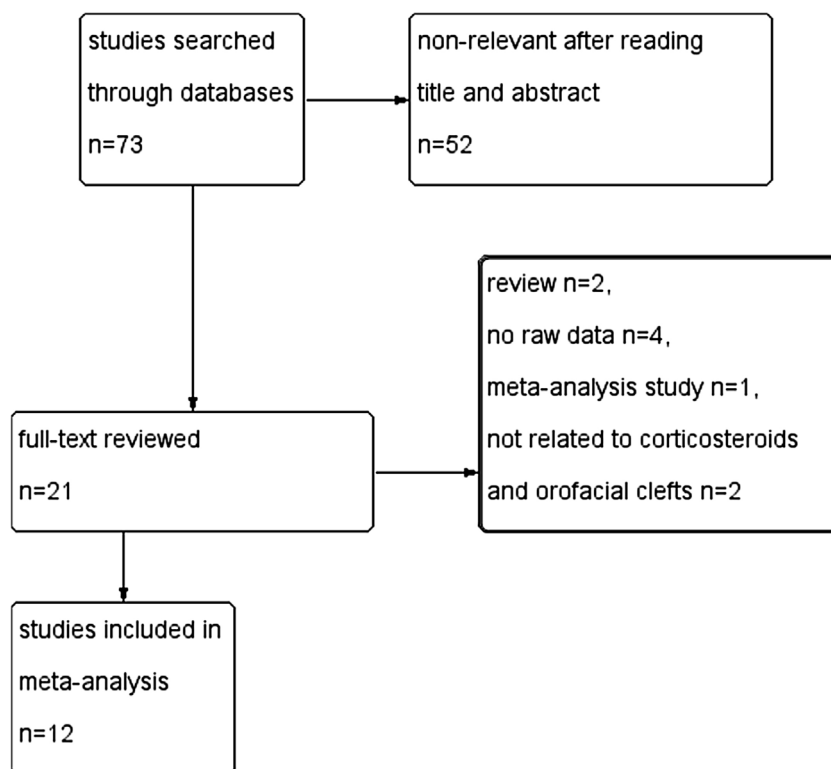 studies searched
through databases
n=73
non-relevant after reading
title and abstract
n=52
review n=2,
no raw data n=4,
meta-analysis study n=1,
not related to corticosteroids
and orofacial clefts n=2
full-text reviewed
n=21
studies included in
meta-analysis
n=12